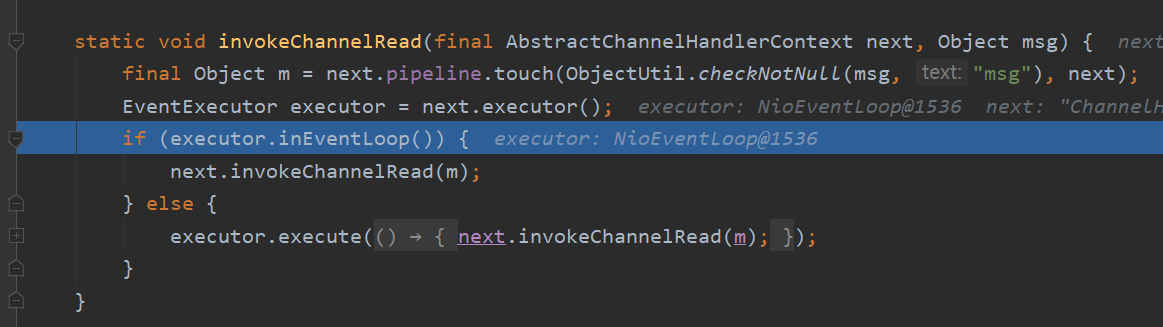 static void invokeChannelRead(final AbstractChannelHandlerContext next, Object msg) { next
final Object m = next.pipeline.touch(ObjectUtil.checkNotNull(msg, text: "msg"), next);
EventExecutor executor = next.executor(); executor: NioEventLoop@1536 next: "ChannelH
if (executor.inEventLoop()) { executor: NioEventLoop@1536
next.invokeChannelRead(m);
} else {
executor.execute(() → { next.invokeChannelRead(m); });
}
}